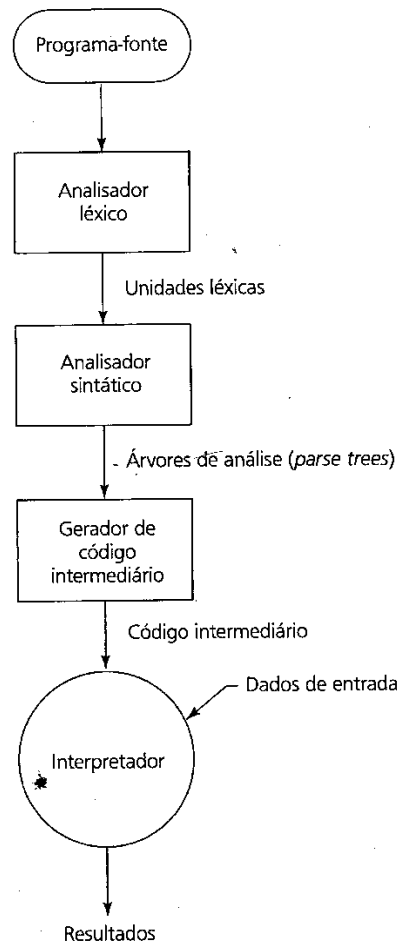 Programa-fonte
Analisador
léxico
Unidades léxicas
Analisador
sintático
Árvores de análise (parse trees)
Gerador de
código
intermediário
Código intermediário
Dados de entrada
Interpretador
Resultados